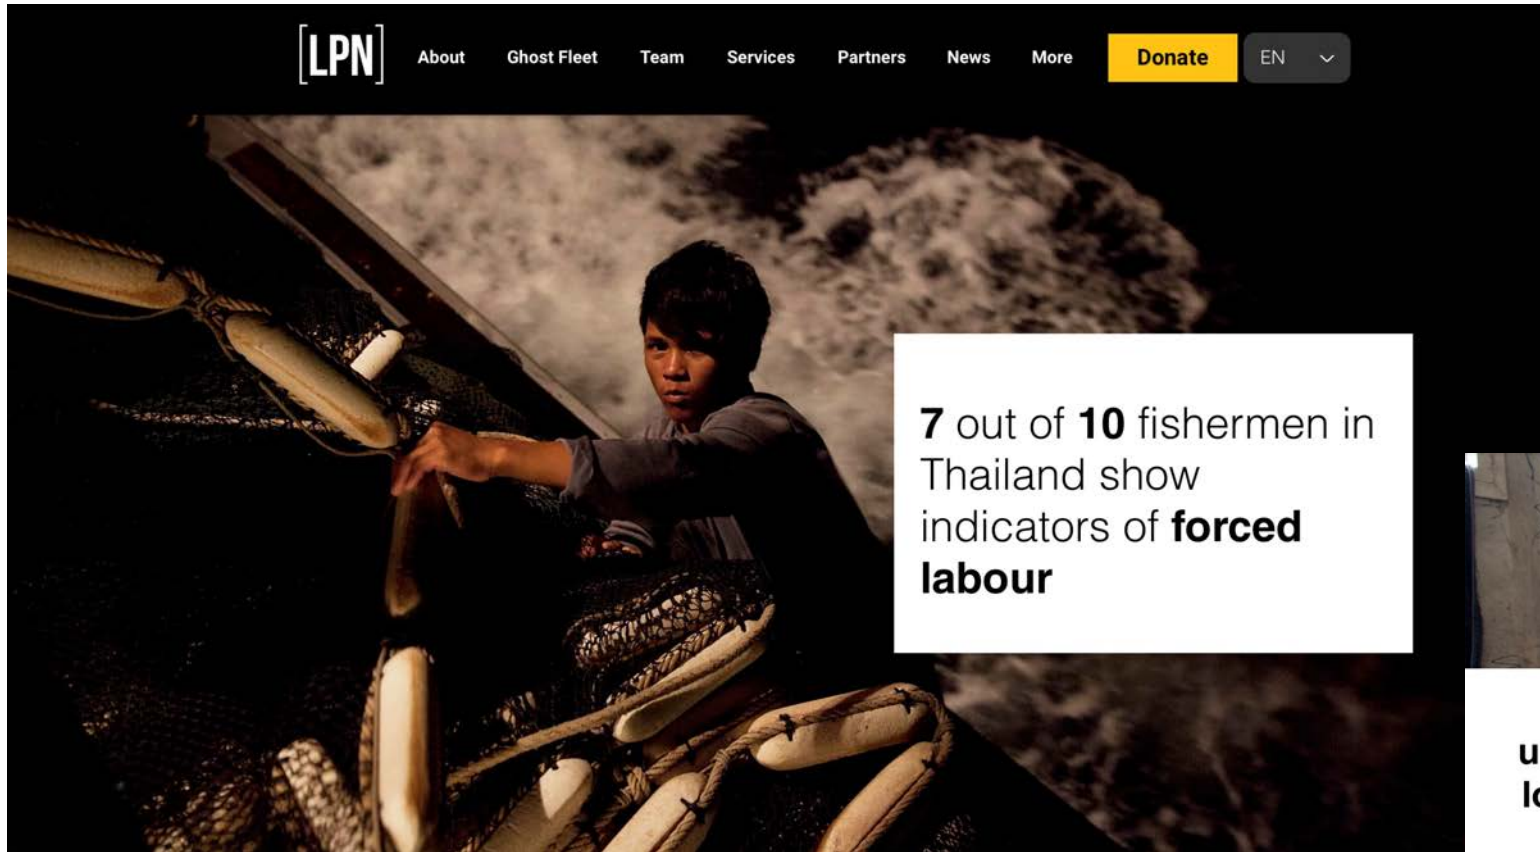 [LPN]
About Ghost Fleet Team Services Partners News More Donate EN
7 out of 10 fishermen in
Thailand show
indicators of forced
labour